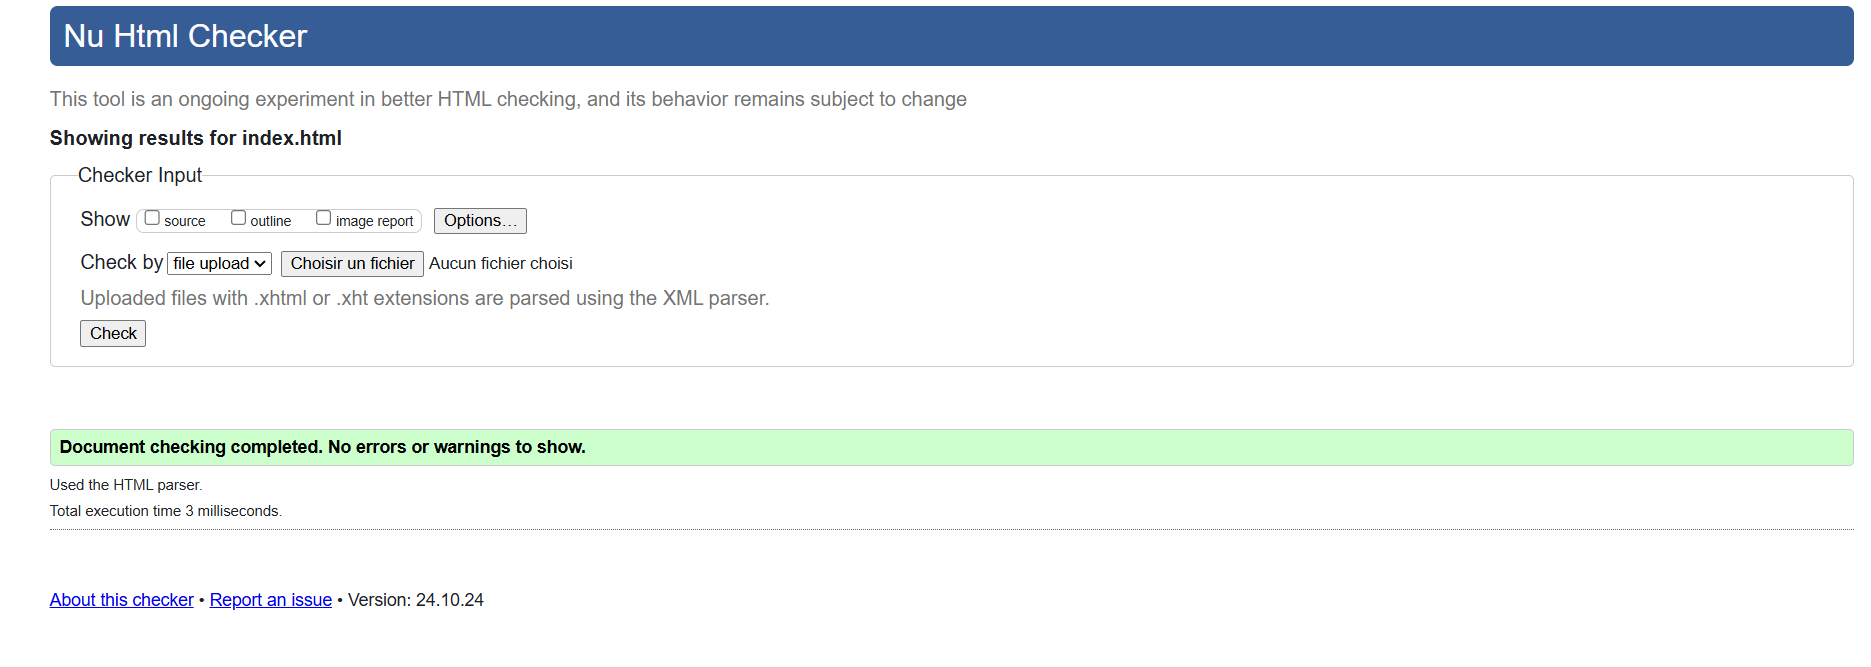 Nu Html Checker
This tool is an ongoing experiment in better HTML checking, and its behavior remains subject to change
Showing results for index.html
Checker Input
Show source outline image report Options…
Check by file upload Choisir un fichier Aucun fichier choisi
Uploaded files with .xhtml or .xht extensions are parsed using the XML parser.
Check
Document checking completed. No errors or warnings to show.
Used the HTML parser.
Total execution time 3 milliseconds.
About this checker • Report an issue • Version: 24.10.24